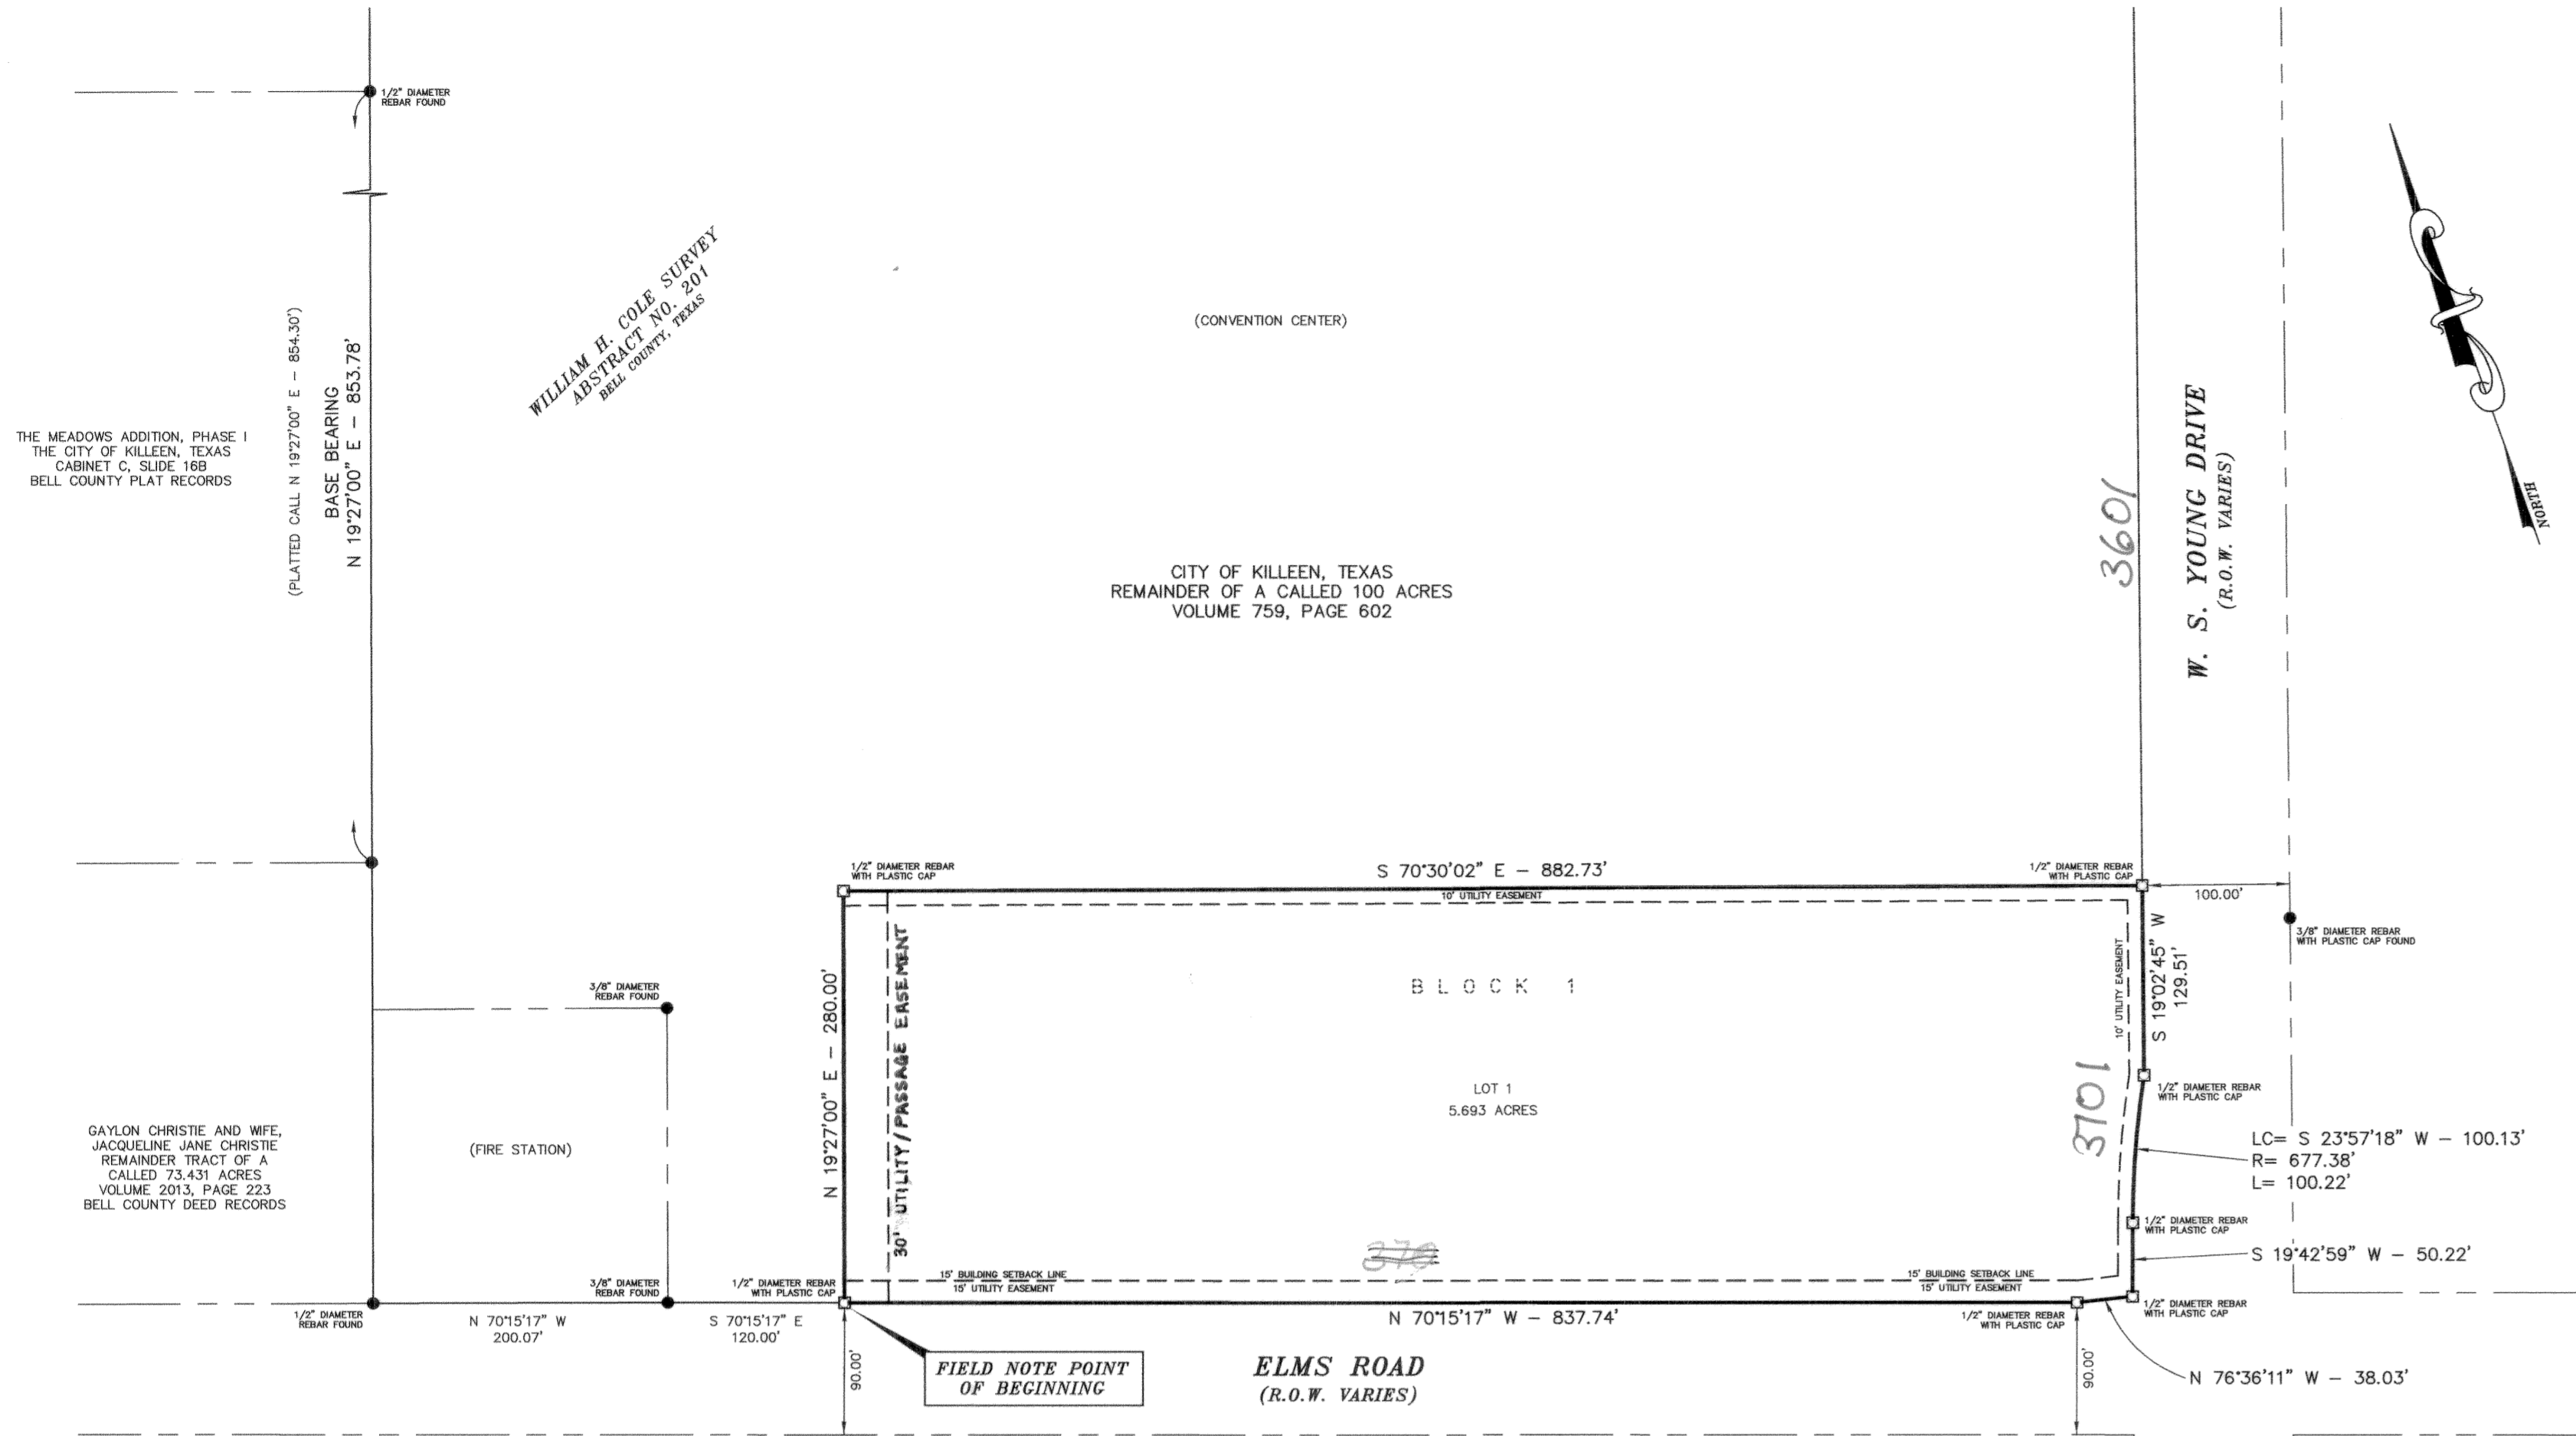 1/2" DIAMETER
REBAR FOUND
WILLIAM H. COLE SURVEY
ABSTRACT NO. 201
BELL COUNTY, TEXAS
(CONVENTION CENTER)
(PLATTED CALL N 19°27'00" E – 854.30')
BASE BEARING
N 19°27'00" E – 853.78'
THE MEADOWS ADDITION, PHASE I
THE CITY OF KILLEEN, TEXAS
CABINET C, SLIDE 16B
BELL COUNTY PLAT RECORDS
CITY OF KILLEEN, TEXAS
REMAINDER OF A CALLED 100 ACRES
VOLUME 759, PAGE 602
3601
W. S. YOUNG DRIVE
(R.O.W. VARIES)
NORTH
1/2" DIAMETER REBAR
WITH PLASTIC CAP
S 70°30'02" E – 882.73'
1/2" DIAMETER REBAR
WITH PLASTIC CAP
10' UTILITY EASEMENT
100.00'
3/8" DIAMETER REBAR
WITH PLASTIC CAP FOUND
10' UTILITY EASEMENT
S 19°02'45" W
129.51'
3/8" DIAMETER
REBAR FOUND
N 19°27'00" E – 280.00'
30' UTILITY/PASSAGE EASEMENT
BLOCK 1
LOT 1
5.693 ACRES
3701
1/2" DIAMETER REBAR
WITH PLASTIC CAP
LC= S 23°57'18" W – 100.13'
R= 677.38'
L= 100.22'
GAYLON CHRISTIE AND WIFE,
JACQUELINE JANE CHRISTIE
REMAINDER TRACT OF A
CALLED 73.431 ACRES
VOLUME 2013, PAGE 223
BELL COUNTY DEED RECORDS
(FIRE STATION)
1/2" DIAMETER REBAR
WITH PLASTIC CAP
S 19°42'59" W – 50.22'
15' BUILDING SETBACK LINE
15' UTILITY EASEMENT
15' BUILDING SETBACK LINE
15' UTILITY EASEMENT
1/2" DIAMETER
REBAR FOUND
3/8" DIAMETER
REBAR FOUND
1/2" DIAMETER REBAR
WITH PLASTIC CAP
N 70°15'17" W
200.07'
S 70°15'17" E
120.00'
N 70°15'17" W – 837.74'
1/2" DIAMETER REBAR
WITH PLASTIC CAP
1/2" DIAMETER REBAR
WITH PLASTIC CAP
90.00'
FIELD NOTE POINT
OF BEGINNING
ELMS ROAD
(R.O.W. VARIES)
90.00'
N 76°36'11" W – 38.03'